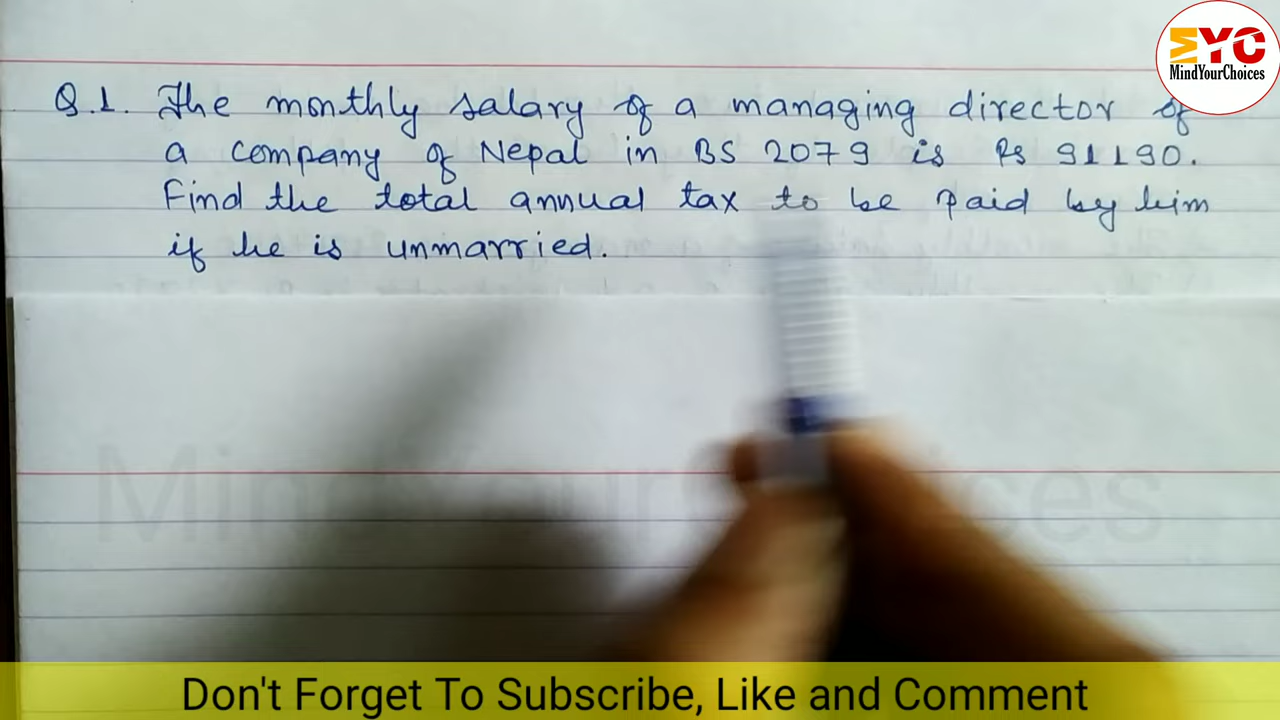 MYC
MindYourChoices
Q.1. The monthly salary of a managing director of
a company of Nepal in BS 2079 is Rs 91190.
Find the total annual tax to be paid by him
if he is unmarried.
MindYourChoices
Don't Forget To Subscribe, Like and Comment